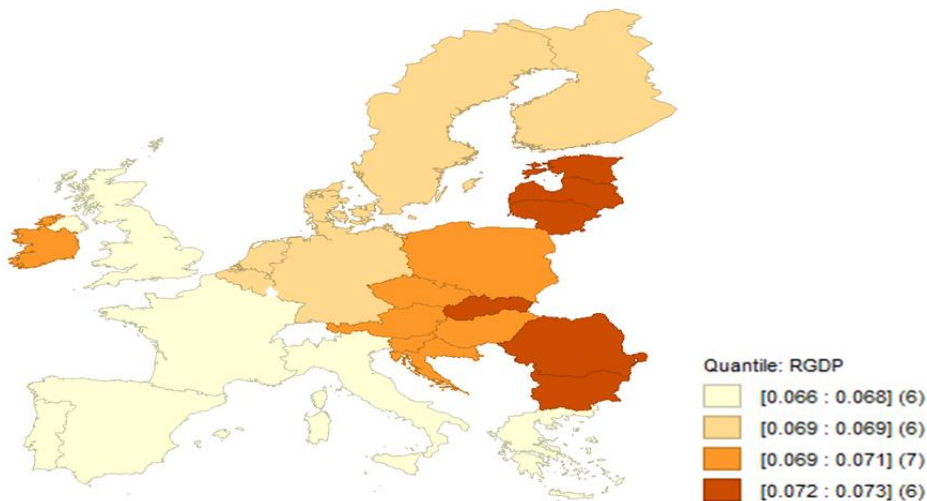 Quantile: RGDP
[0.066 : 0.068] (6)
[0.069 : 0.069] (6)
[0.069 : 0.071] (7)
[0.072 : 0.073] (6)